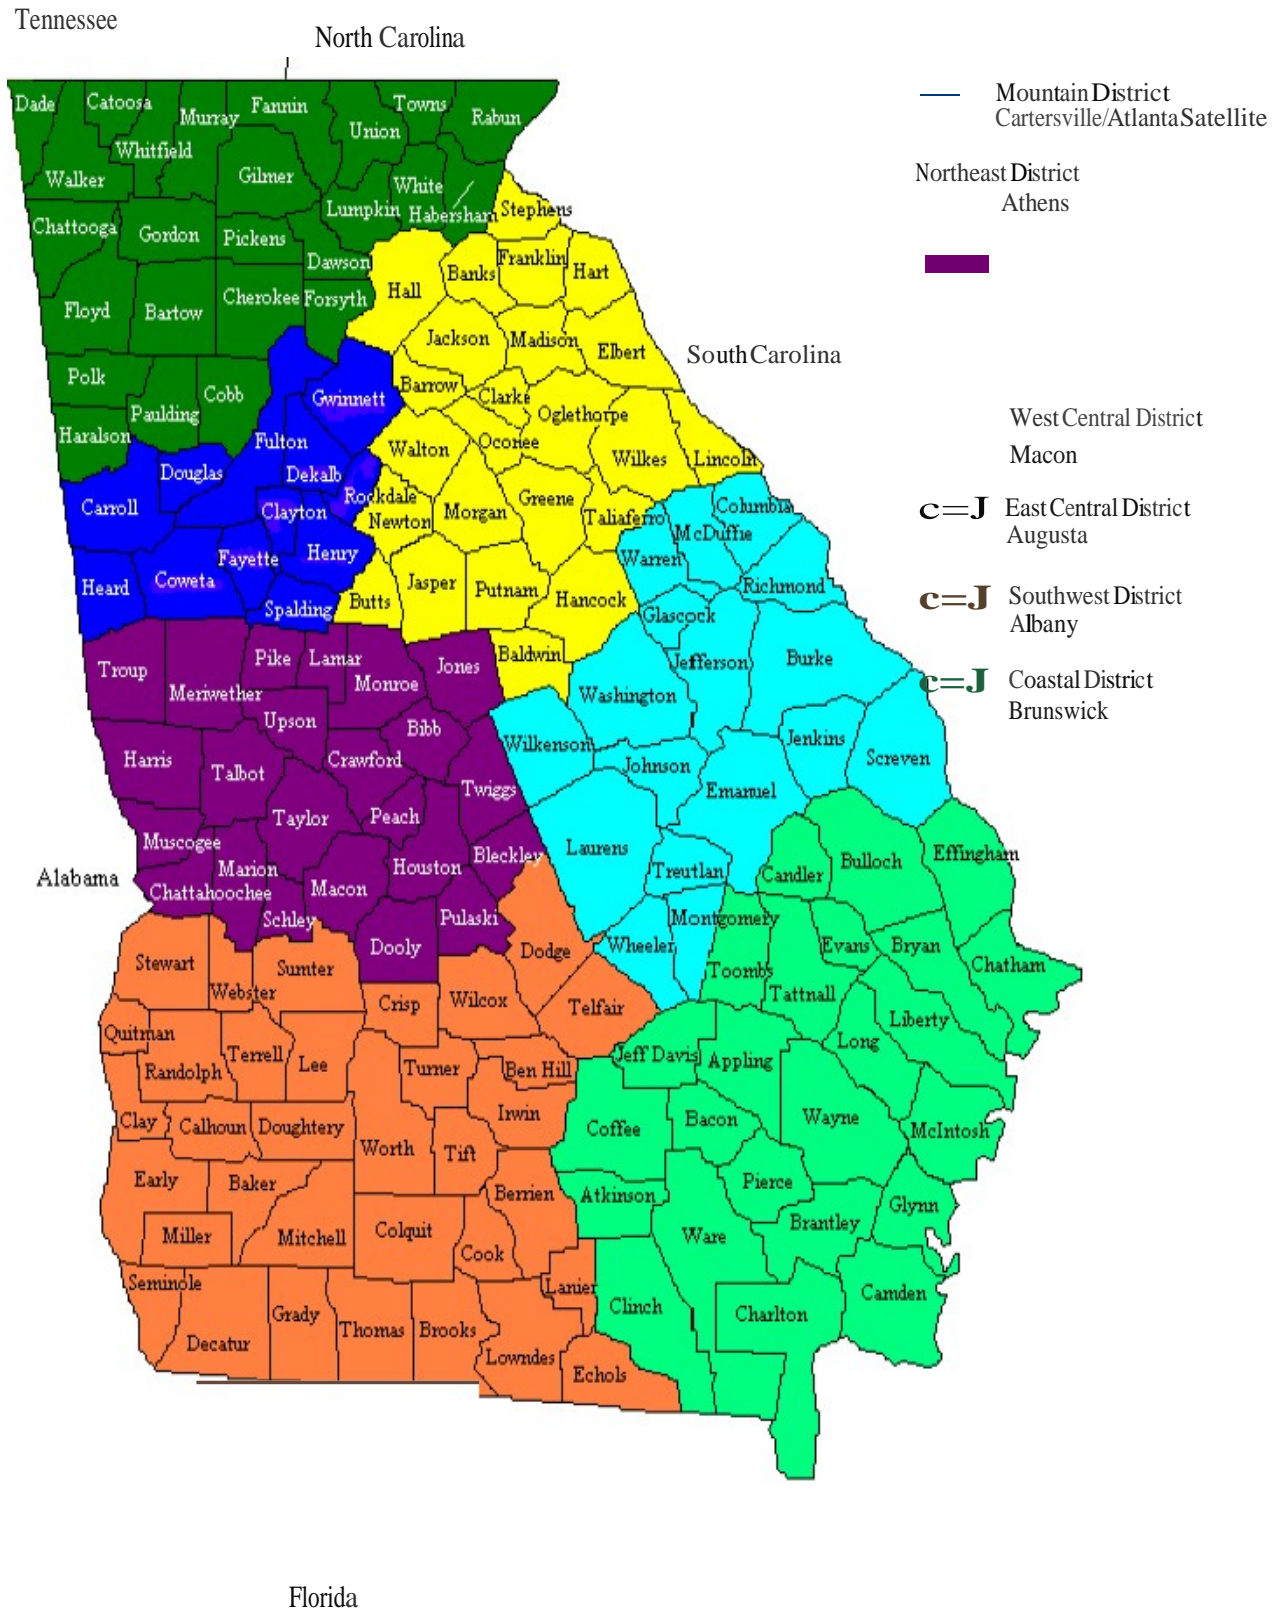 Tennessee
North Carolina
Dade
Catoosa
Fannin
Towns
Rabun
Murray
Union
Whitfield
Walker
Gilmer
White
Lumpkin
Habersham
Stephens
Chattooga
Gordon
Pickens
Dawson
Franklin
Banks
Hart
Hall
Floyd
Bartow
Cherokee
Forsyth
Jackson
Madison
Elbert
South Carolina
Polk
Cobb
Paulding
Gwinnett
Barrow
Clarke
Oglethorpe
Haralson
Fulton
Oconee
Walton
Wilkes
Lincoln
Douglas
Dekalb
Rockdale
Carroll
Clayton
Newton
Morgan
Greene
Taliaferro
Columbia
McDuffie
Fayette
Henry
Warren
Heard
Coweta
Spalding
Butts
Jasper
Putnam
Hancock
Richmond
Glascock
Troup
Pike
Lamar
Monroe
Jones
Baldwin
Jefferson
Burke
Meriwether
Upson
Washington
Bibb
Wilkenson
Jenkins
Screven
Harris
Talbot
Crawford
Johnson
Twiggs
Emanuel
Taylor
Peach
Muscogee
Marion
Houston
Bleckley
Laurens
Treutlan
Candler
Bulloch
Effingham
Alabama
Chattahoochee
Macon
Schley
Pulaski
Dooly
Montgomery
Wheeler
Dodge
Evans
Bryan
Stewart
Sumter
Webster
Toombs
Tattnall
Chatham
Crisp
Wilcox
Telfair
Quitman
Liberty
Long
Randolph
Terrell
Lee
Turner
Ben Hill
Jeff Davis
Appling
Clay
Calhoun
Doughtery
Irwin
Coffee
Bacon
Wayne
McIntosh
Worth
Tift
Early
Baker
Berrien
Atkinson
Pierce
Glynn
Miller
Mitchell
Colquit
Cook
Ware
Brantley
Seminole
Lanier
Clinch
Camden
Decatur
Grady
Thomas
Brooks
Lowndes
Echols
Charlton
Florida
Mountain District
Cartersville/Atlanta Satellite
Northeast District
Athens
West Central District
Macon
c=J East Central District
Augusta
c=J Southwest District
Albany
c=J Coastal District
Brunswick